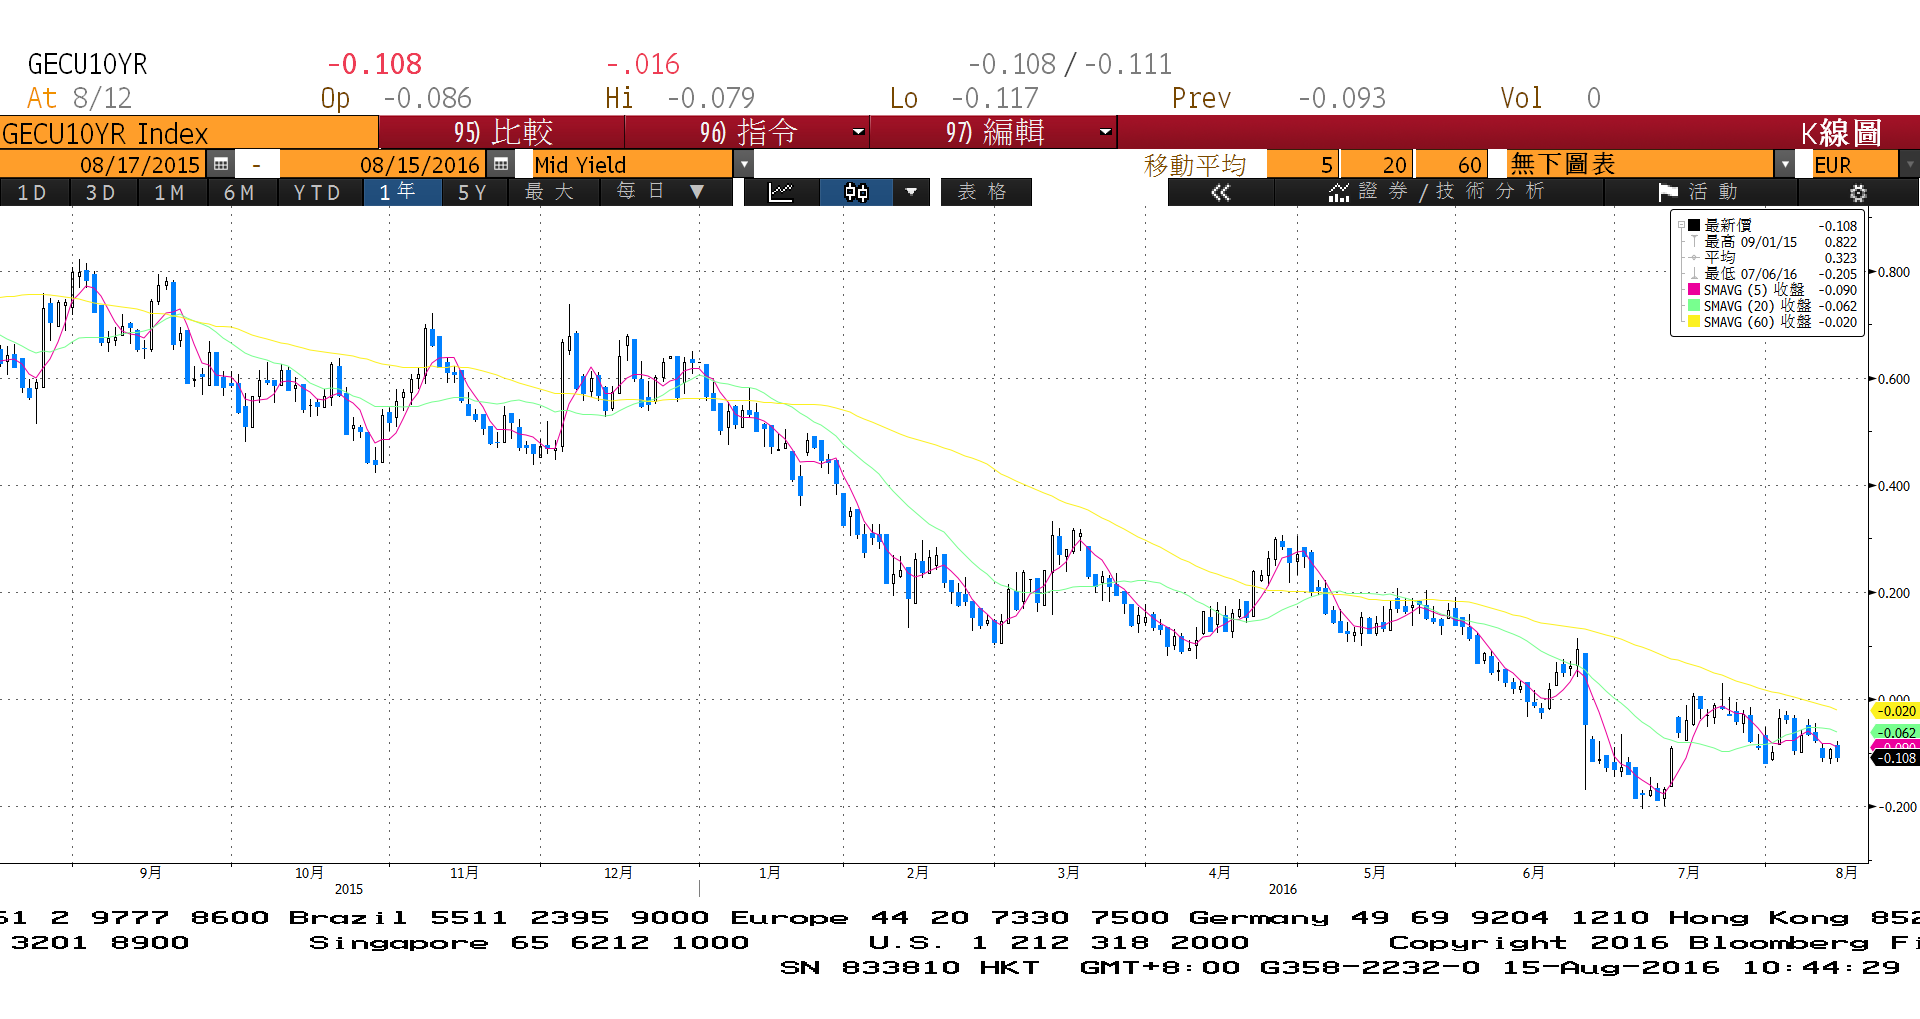 GECU10YR -0.108 -.016 -0.108 / -0.111
At 8/12 Op -0.086 Hi -0.079 Lo -0.117 Prev -0.093 Vol 0
GECU10YR Index 95) 比較 96) 指令 97) 編輯 K線圖
08/17/2015 - 08/15/2016 Mid Yield 移動平均 5 20 60 無下圖表 EUR
1D 3D 1M 6M YTD 1年 5Y 最大 每日 ▼ 表格 « 證券/技術分析 活動
最新價 -0.108
最高 09/01/15 0.822
平均 0.323
最低 07/06/16 -0.205
SMAVG (5) 收盤 -0.090
SMAVG (20) 收盤 -0.062
SMAVG (60) 收盤 -0.020
0.800
0.600
0.400
0.200
0.000
-0.020
-0.062
-0.090
-0.108
-0.200
9月 10月 11月 12月 1月 2月 3月 4月 5月 6月 7月 8月
2015 2016
61 2 9777 8600 Brazil 5511 2395 9000 Europe 44 20 7330 7500 Germany 49 69 9204 1210 Hong Kong 852
3201 8900 Singapore 65 6212 1000 U.S. 1 212 318 2000 Copyright 2016 Bloomberg Fi
SN 833810 HKT GMT+8:00 G358-2232-0 15-Aug-2016 10:44:29